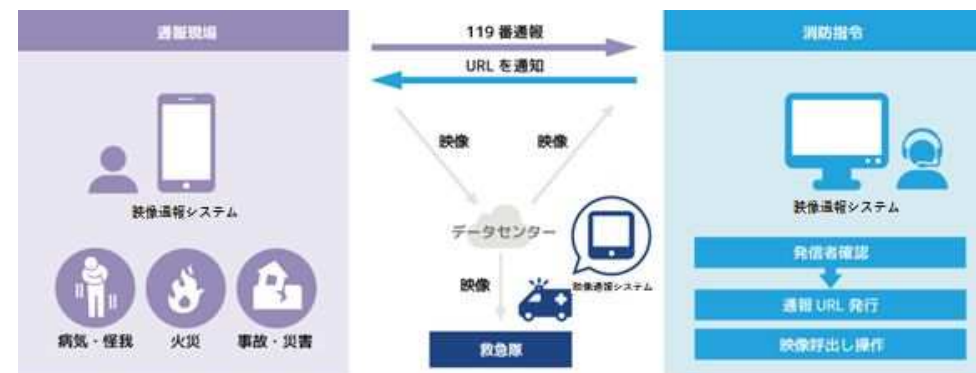 通報現場
映像通報システム
病気・怪我
火災
事故・災害
119 番通報
URL を通知
映像
映像
データセンター
映像
映像通報システム
救急隊
消防指令
映像通報システム
発信者確認
通報 URL 発行
映像呼出し操作